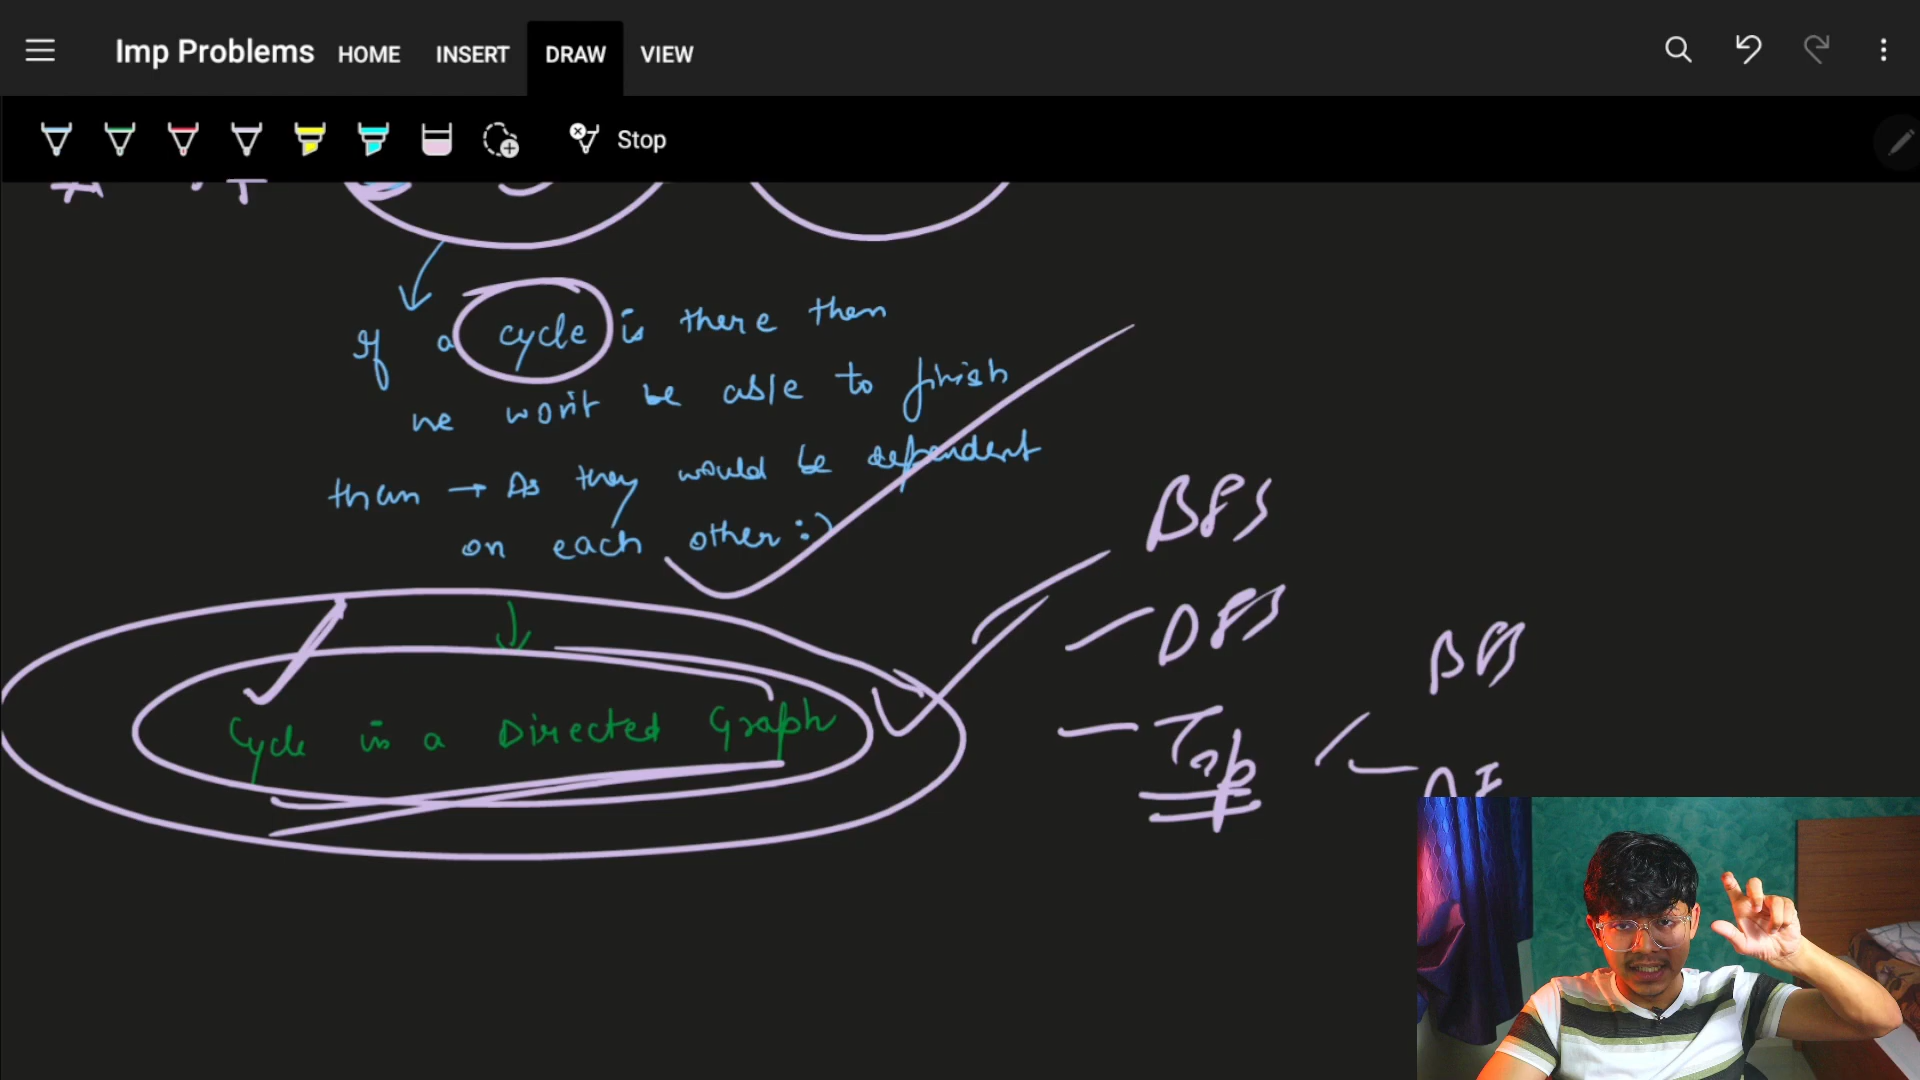 Imp Problems HOME INSERT DRAW VIEW
Stop
If a cycle is there then
we won't be able to finish
them → As they would be dependent
on each other :)
BFS
DFS
BFS
Cycle in a Directed Graph
Top